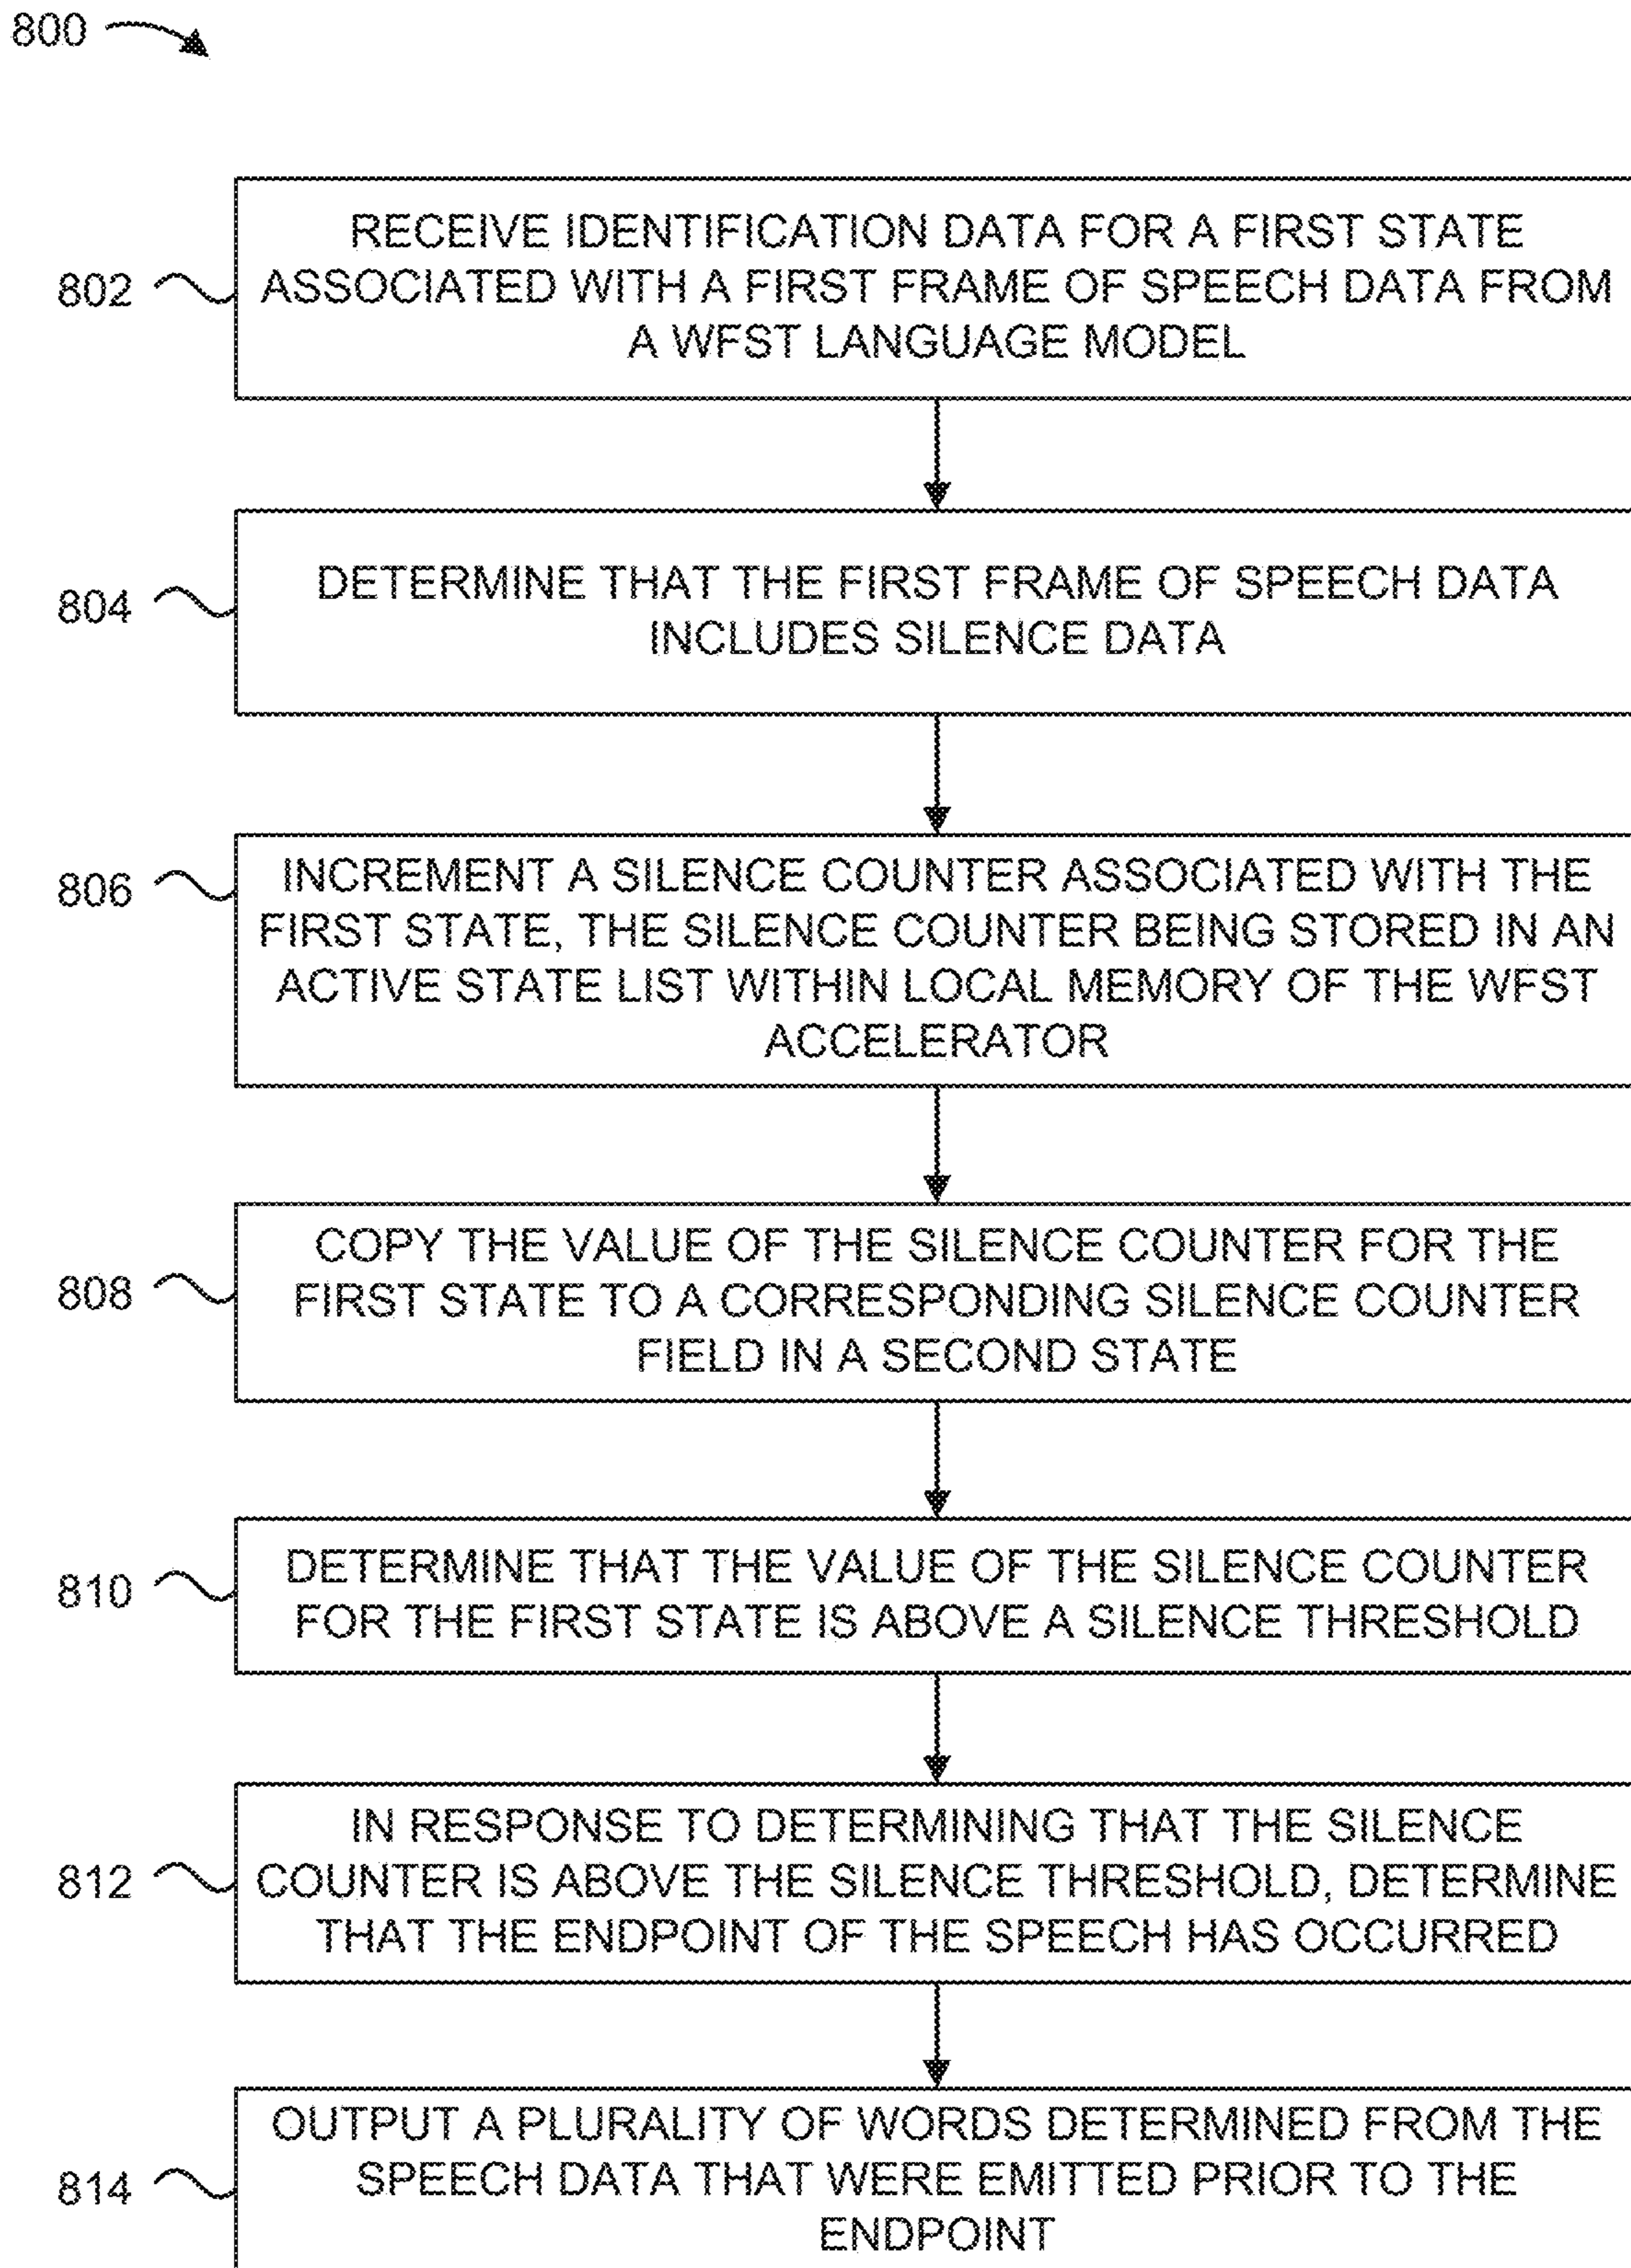 800
802
RECEIVE IDENTIFICATION DATA FOR A FIRST STATE
ASSOCIATED WITH A FIRST FRAME OF SPEECH DATA FROM
A WFST LANGUAGE MODEL
804
DETERMINE THAT THE FIRST FRAME OF SPEECH DATA
INCLUDES SILENCE DATA
806
INCREMENT A SILENCE COUNTER ASSOCIATED WITH THE
FIRST STATE, THE SILENCE COUNTER BEING STORED IN AN
ACTIVE STATE LIST WITHIN LOCAL MEMORY OF THE WFST
ACCELERATOR
808
COPY THE VALUE OF THE SILENCE COUNTER FOR THE
FIRST STATE TO A CORRESPONDING SILENCE COUNTER
FIELD IN A SECOND STATE
810
DETERMINE THAT THE VALUE OF THE SILENCE COUNTER
FOR THE FIRST STATE IS ABOVE A SILENCE THRESHOLD
812
IN RESPONSE TO DETERMINING THAT THE SILENCE
COUNTER IS ABOVE THE SILENCE THRESHOLD, DETERMINE
THAT THE ENDPOINT OF THE SPEECH HAS OCCURRED
814
OUTPUT A PLURALITY OF WORDS DETERMINED FROM THE
SPEECH DATA THAT WERE EMITTED PRIOR TO THE
ENDPOINT